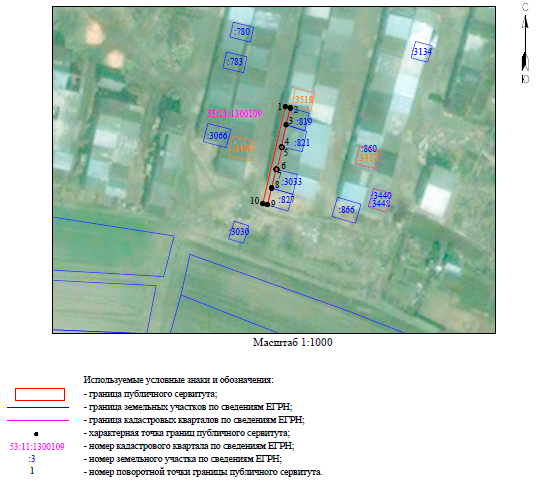 С
Ю
:780
:783
:3134
:3518
1
2
53:11:1300109
3
:819
:3066
4
:821
5
:860
6
7
:3033
8
:827
10
9
:866
:3440
:3448
:3030
Масштаб 1:1000
Используемые условные знаки и обозначения:
- граница публичного сервитута;
- граница земельных участков по сведениям ЕГРН;
- граница кадастровых кварталов по сведениям ЕГРН;
- характерная точка границ публичного сервитута;
53:11:1300109 - номер кадастрового квартала по сведениям ЕГРН;
:3 - номер земельного участка по сведениям ЕГРН;
1 - номер поворотной точки границы публичного сервитута.